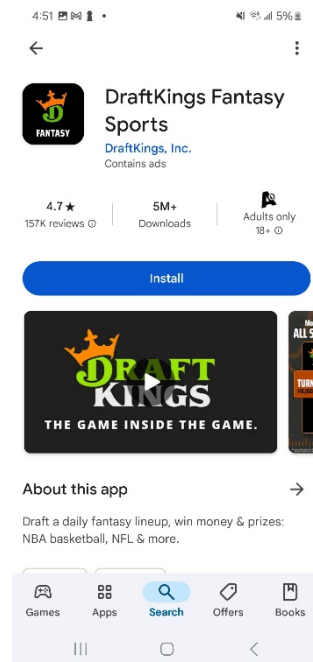 4:51
5%
DraftKings Fantasy
Sports
DraftKings, Inc.
Contains ads
FANTASY
4.7★
157K reviews
5M+
Downloads
Adults only
18+
Install
DRAFT
KINGS
THE GAME INSIDE THE GAME.
ALL S
TURN
About this app
Draft a daily fantasy lineup, win money & prizes:
NBA basketball, NFL & more.
Games
Apps
Search
Offers
Books